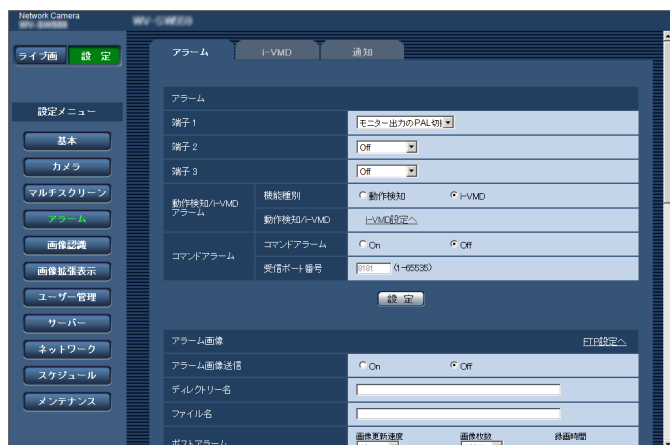 Network Camera
ライブ画 設 定
アラーム i-VMD 通知
設定メニュー
基本
カメラ
マルチスクリーン
アラーム
画像認識
画像拡張表示
ユーザー管理
サーバー
ネットワーク
スケジュール
メンテナンス
アラーム
端子1 モニター出力のPAL切
端子2 Off
端子3 Off
動作検知/i-VMD
アラーム
機能種別 動作検知 i-VMD
動作検知/i-VMD i-VMD設定へ
コマンドアラーム
コマンドアラーム On Off
受信ポート番号 8181 (1-65535)
設 定
アラーム画像 FTP設定へ
アラーム画像送信 On Off
ディレクトリー名
ファイル名
ポストアラーム 画像更新速度 画像枚数 録画時間